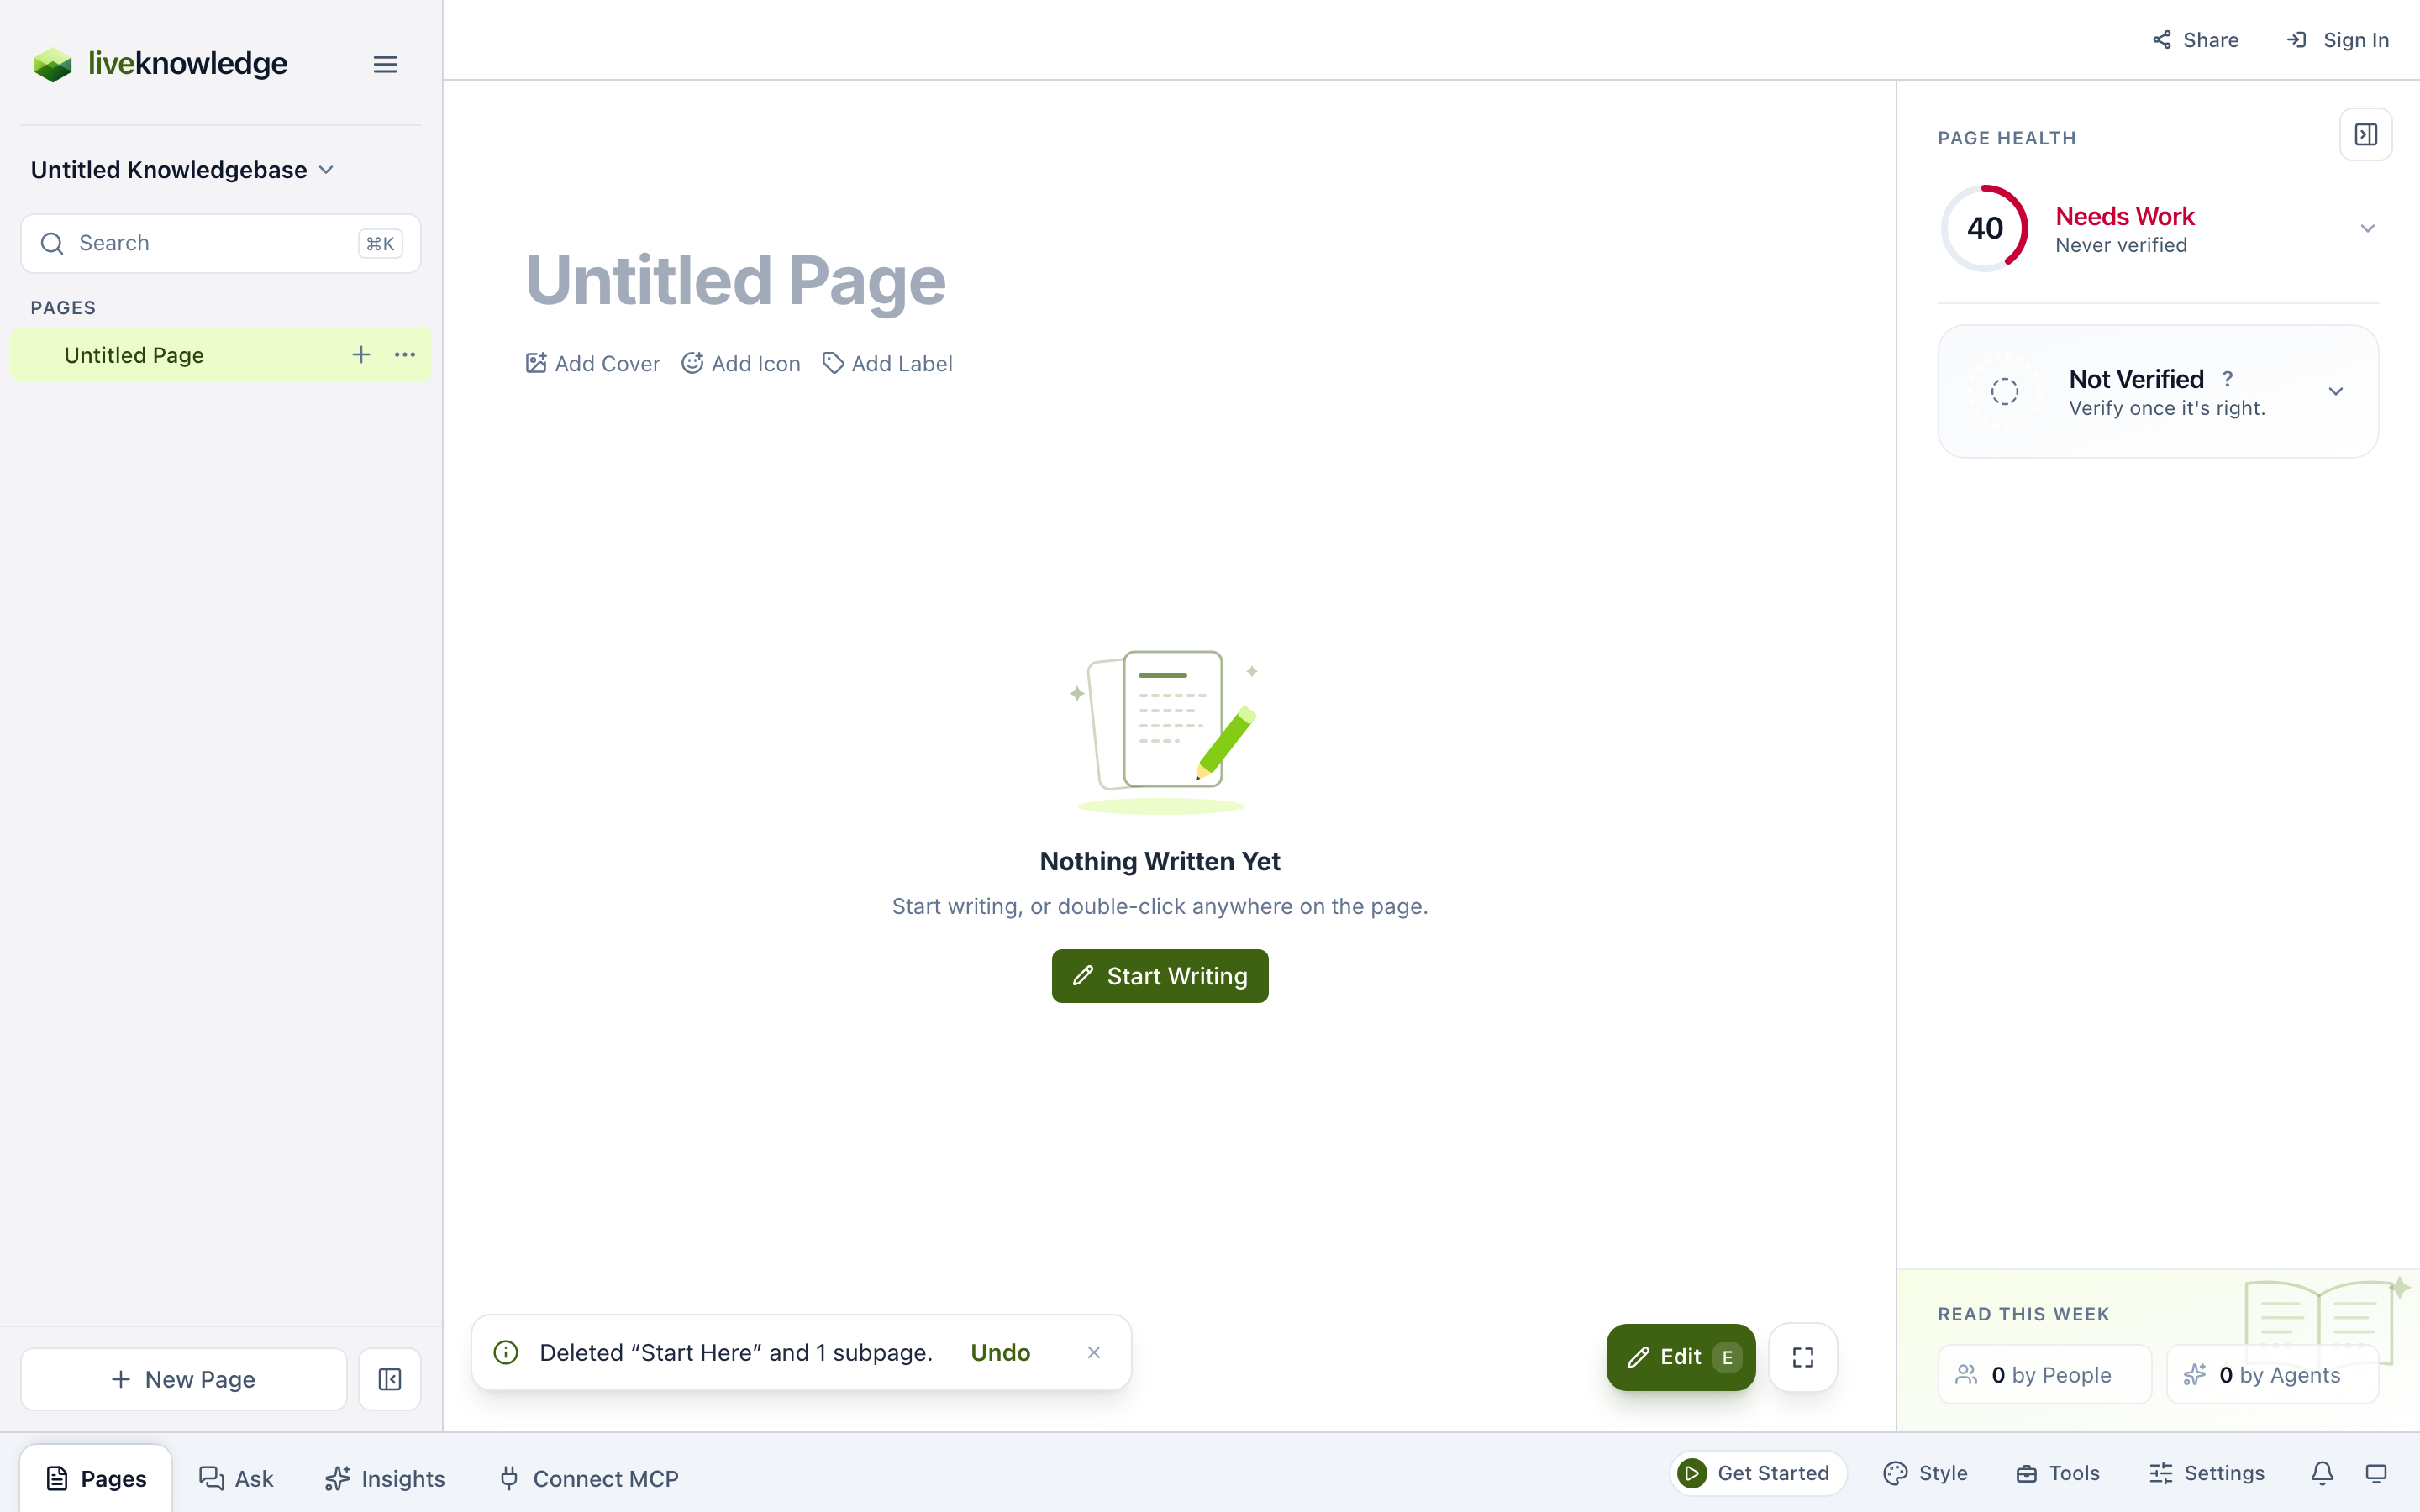 liveknowledge
Share
Sign In
Untitled Knowledgebase
Search
⌘K
PAGES
Untitled Page
Untitled Page
Add Cover
Add Icon
Add Label
Nothing Written Yet
Start writing, or double-click anywhere on the page.
Start Writing
PAGE HEALTH
40
Needs Work
Never verified
Not Verified ?
Verify once it's right.
READ THIS WEEK
0 by People
0 by Agents
Deleted “Start Here” and 1 subpage.
Undo
Edit E
New Page
Pages
Ask
Insights
Connect MCP
Get Started
Style
Tools
Settings